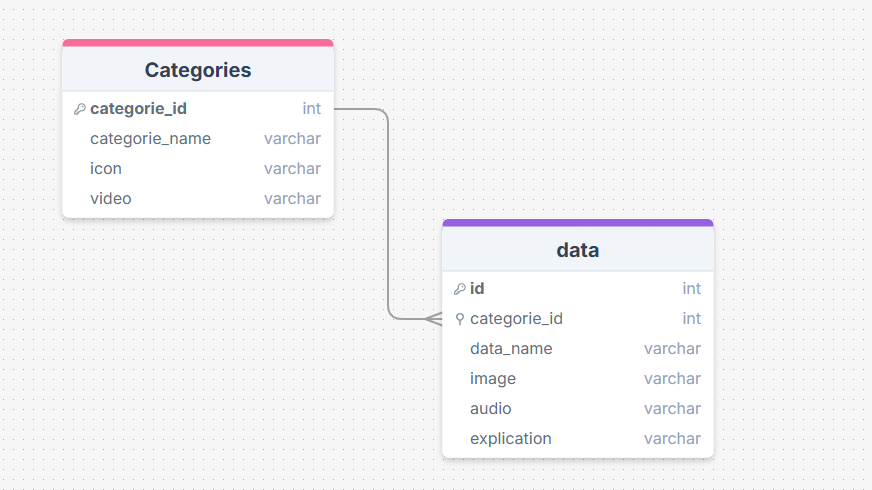 Categories
categorie_id int
categorie_name varchar
icon varchar
video varchar
data
id int
categorie_id int
data_name varchar
image varchar
audio varchar
explication varchar